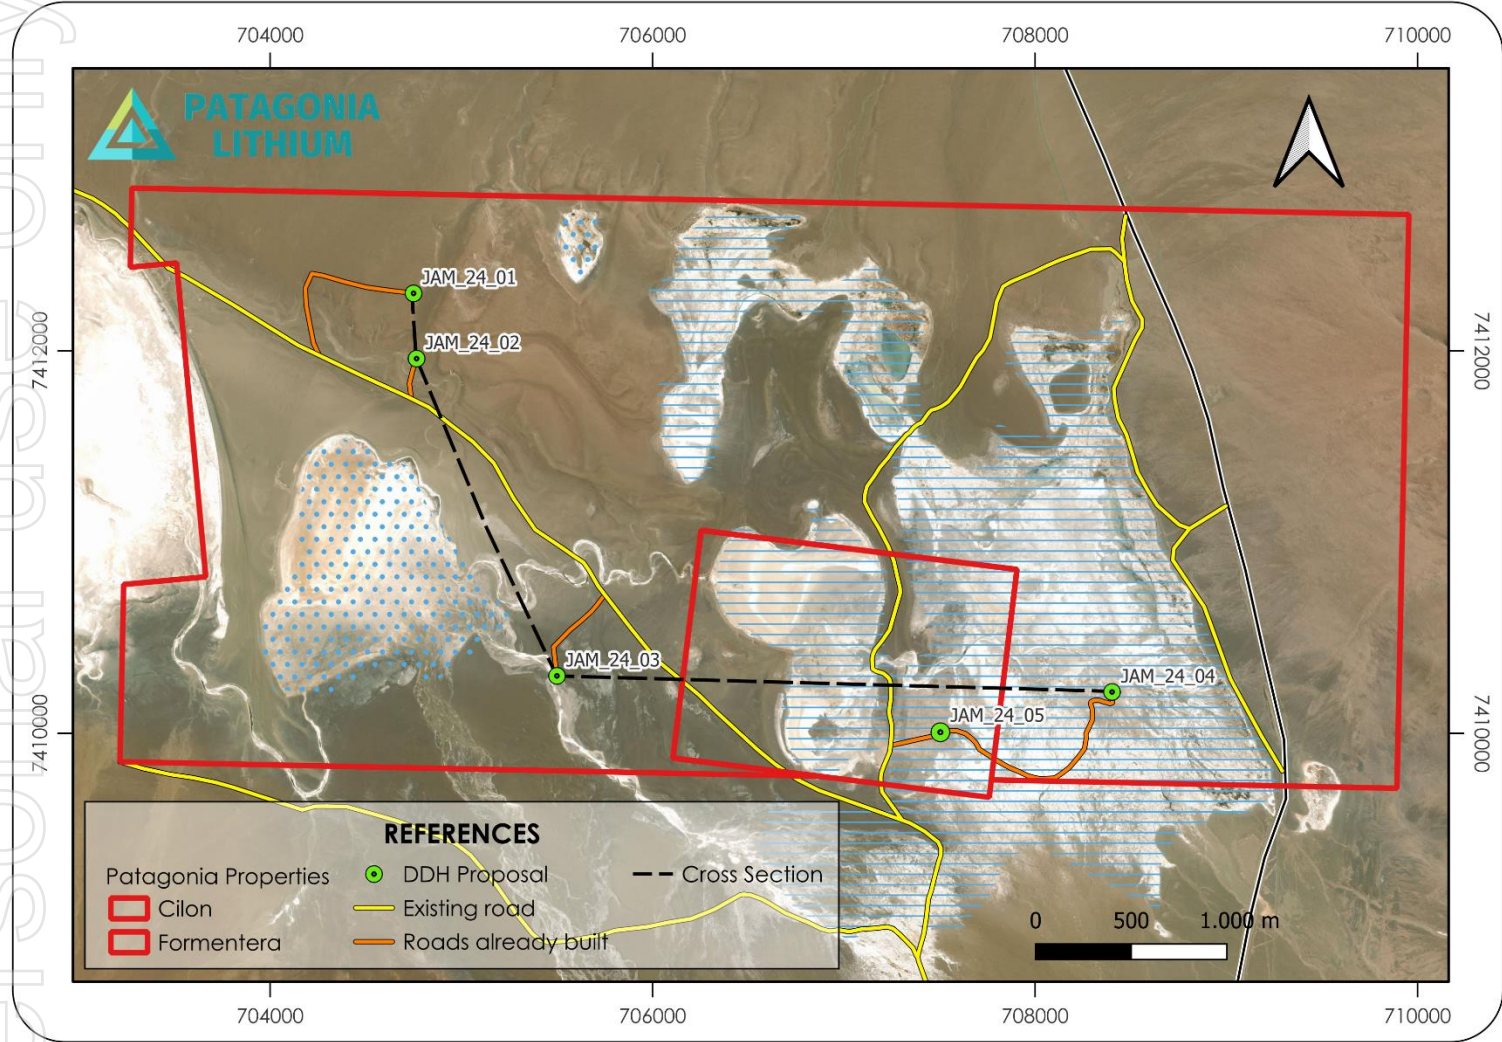 704000
706000
708000
710000
PATAGONIA
LITHIUM
JAM_24_01
JAM_24_02
7412000
7412000
JAM_24_03
JAM_24_04
JAM_24_05
7410000
7410000
REFERENCES
Patagonia Properties
Cilon
Formentera
DDH Proposal
Existing road
Roads already built
Cross Section
0 500 1.000 m
704000
706000
708000
710000